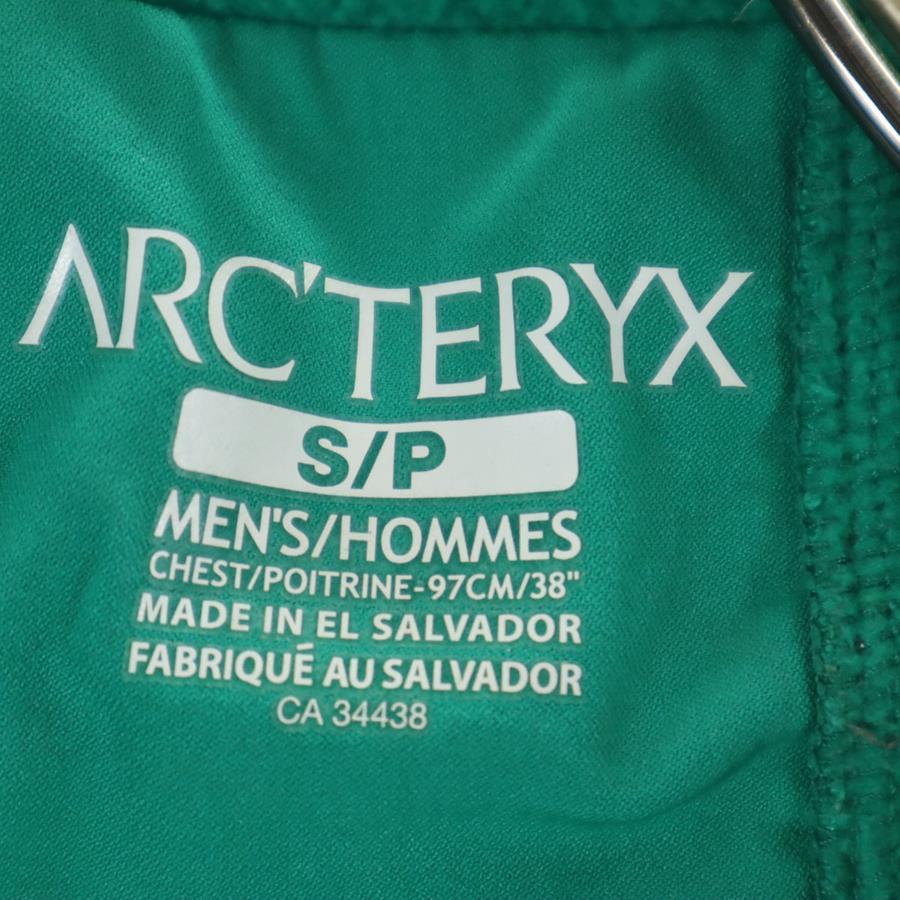 ARC'TERYX
S/P
MEN'S/HOMMES
CHEST/POITRINE-97CM/38"
MADE IN EL SALVADOR
FABRIQUÉ AU SALVADOR
CA 34438